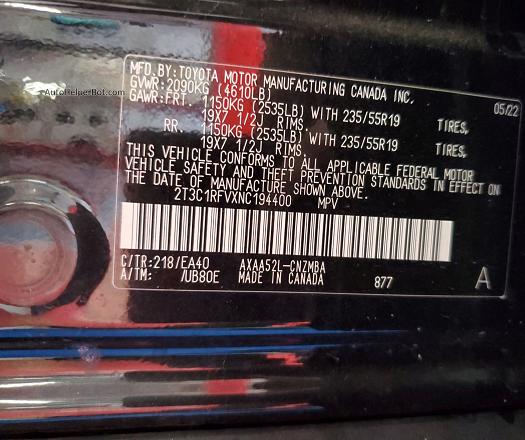 AutoHelperBot.com
MFD. BY: TOYOTA MOTOR MANUFACTURING CANADA INC. 05/22
GVWR: 2090KG (4610LB)
GAWR: FRT. 1150KG (2535LB) WITH 235/55R19 TIRES,
19X7 1/2J RIMS.
RR. 1150KG (2535LB) WITH 235/55R19 TIRES,
19X7 1/2J RIMS.
THIS VEHICLE CONFORMS TO ALL APPLICABLE FEDERAL MOTOR
VEHICLE SAFETY AND THEFT PREVENTION STANDARDS IN EFFECT ON
THE DATE OF MANUFACTURE SHOWN ABOVE.
2T3C1RFVXNC194400 MPV
C/TR: 218/EA40 AXAA52L-CNZMBA
A/TM: /UB80E MADE IN CANADA 877 A